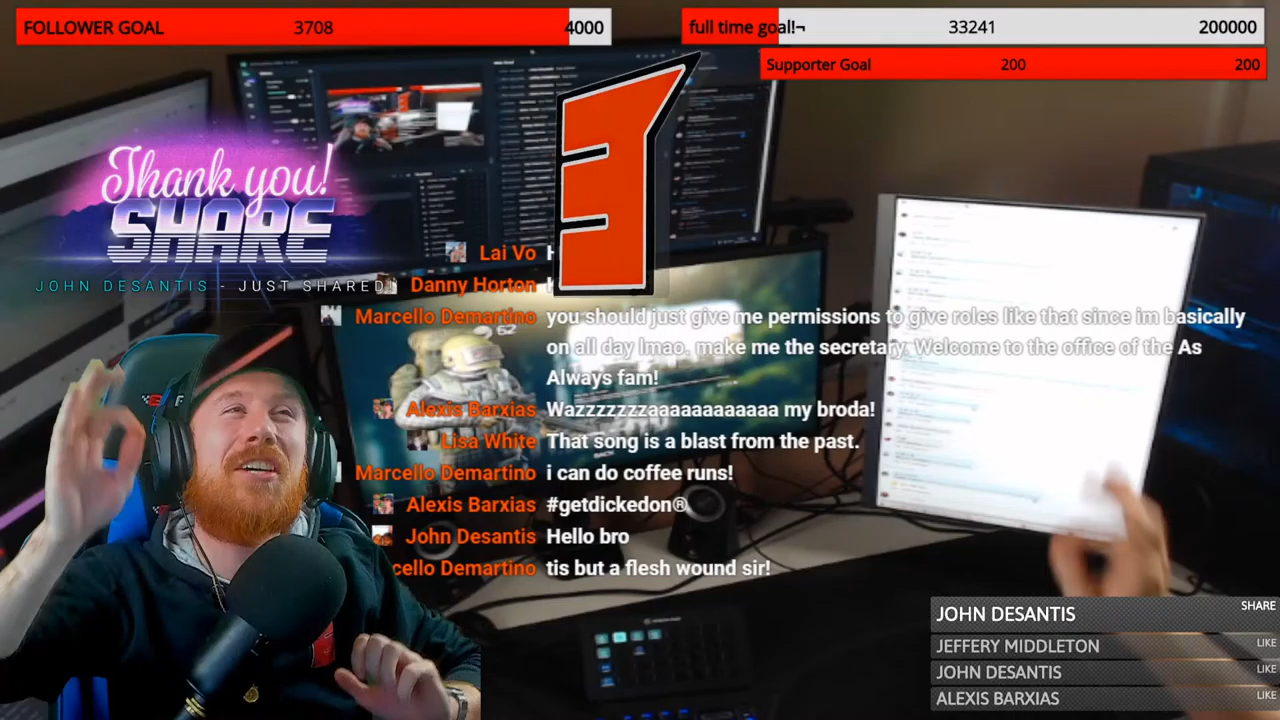 FOLLOWER GOAL 3708 4000
full time goal!¬ 33241 200000
Supporter Goal 200 200
Thank you!
SHARE
JOHN DESANTIS - JUST SHARED!
Lai Vo
Danny Horton
Marcello Demartino you should just give me permissions to give roles like that since im basically
on all day lmao. make me the secretary. Welcome to the office of the As
Always fam!
Alexis Barxias Wazzzzzzzaaaaaaaaaaaa my broda!
Lisa White That song is a blast from the past.
Marcello Demartino i can do coffee runs!
Alexis Barxias #getdickedon®
John Desantis Hello bro
cello Demartino tis but a flesh wound sir!
JOHN DESANTIS SHARE
JEFFERY MIDDLETON LIKE
JOHN DESANTIS LIKE
ALEXIS BARXIAS LIKE